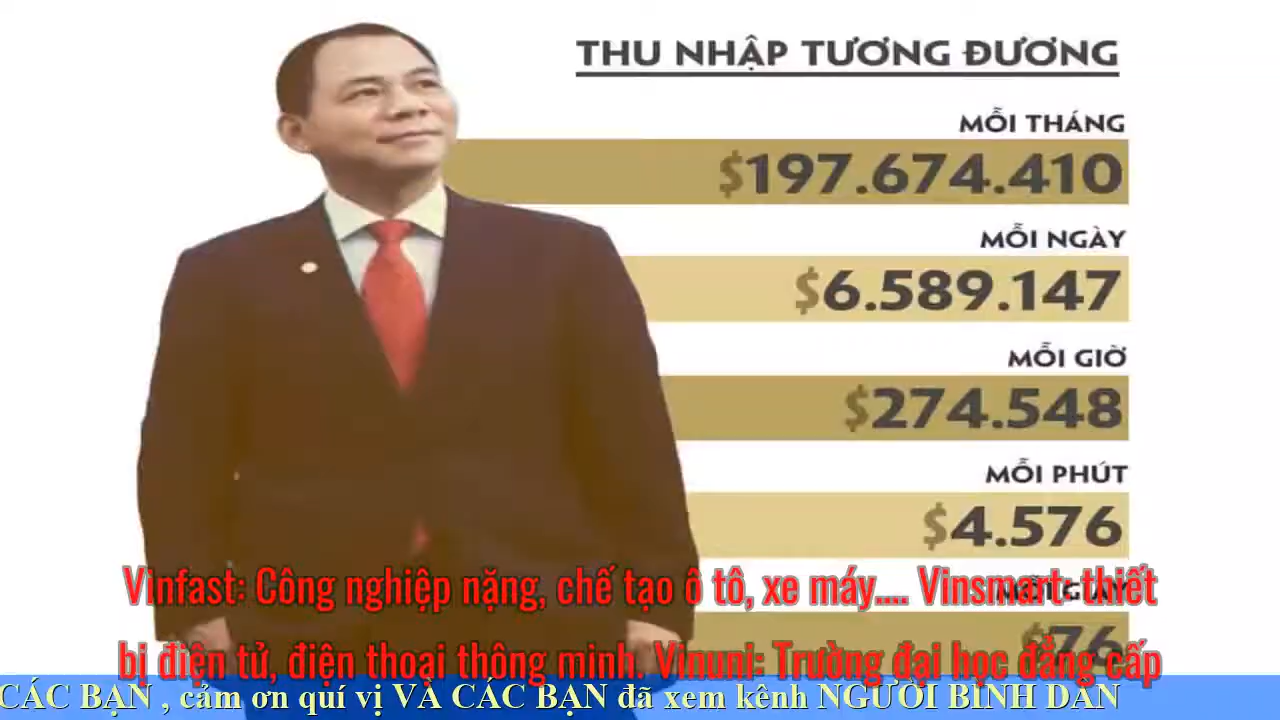 THU NHẬP TƯƠNG ĐƯƠNG
MỖI THÁNG
$197.674.410
MỖI NGÀY
$6.589.147
MỖI GIỜ
$274.548
MỖI PHÚT
$4.576
MỖI GIÂY
$76
Vinfast: Công nghiệp nặng, chế tạo ô tô, xe máy.... Vinsmart: thiết
bị điện tử, điện thoại thông minh. Vinuni: Trường đại học đẳng cấp
CÁC BẠN , cảm ơn quí vị VÀ CÁC BẠN đã xem kênh NGƯỜI BÌNH DÂN